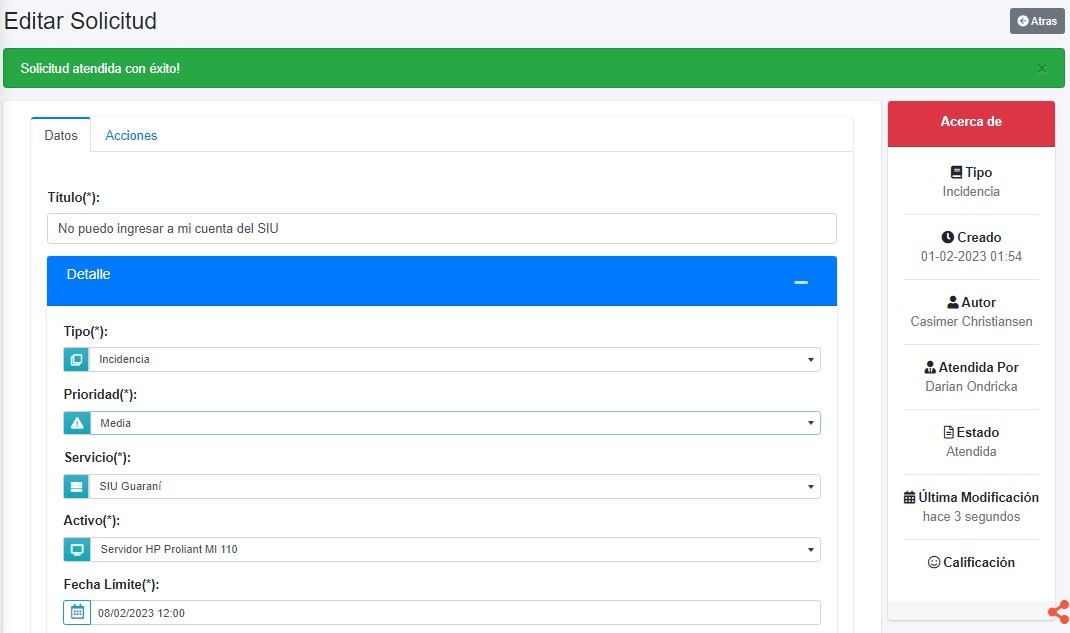 Editar Solicitud
Atras
Solicitud atendida con éxito!
×
Datos
Acciones
Título(*):
No puedo ingresar a mi cuenta del SIU
Detalle
Tipo(*):
Incidencia
Prioridad(*):
Media
Servicio(*):
SIU Guaraní
Activo(*):
Servidor HP Proliant Ml 110
Fecha Límite(*):
08/02/2023 12:00
Acerca de
Tipo
Incidencia
Creado
01-02-2023 01:54
Autor
Casimer Christiansen
Atendida Por
Darian Ondricka
Estado
Atendida
Última Modificación
hace 3 segundos
Calificación